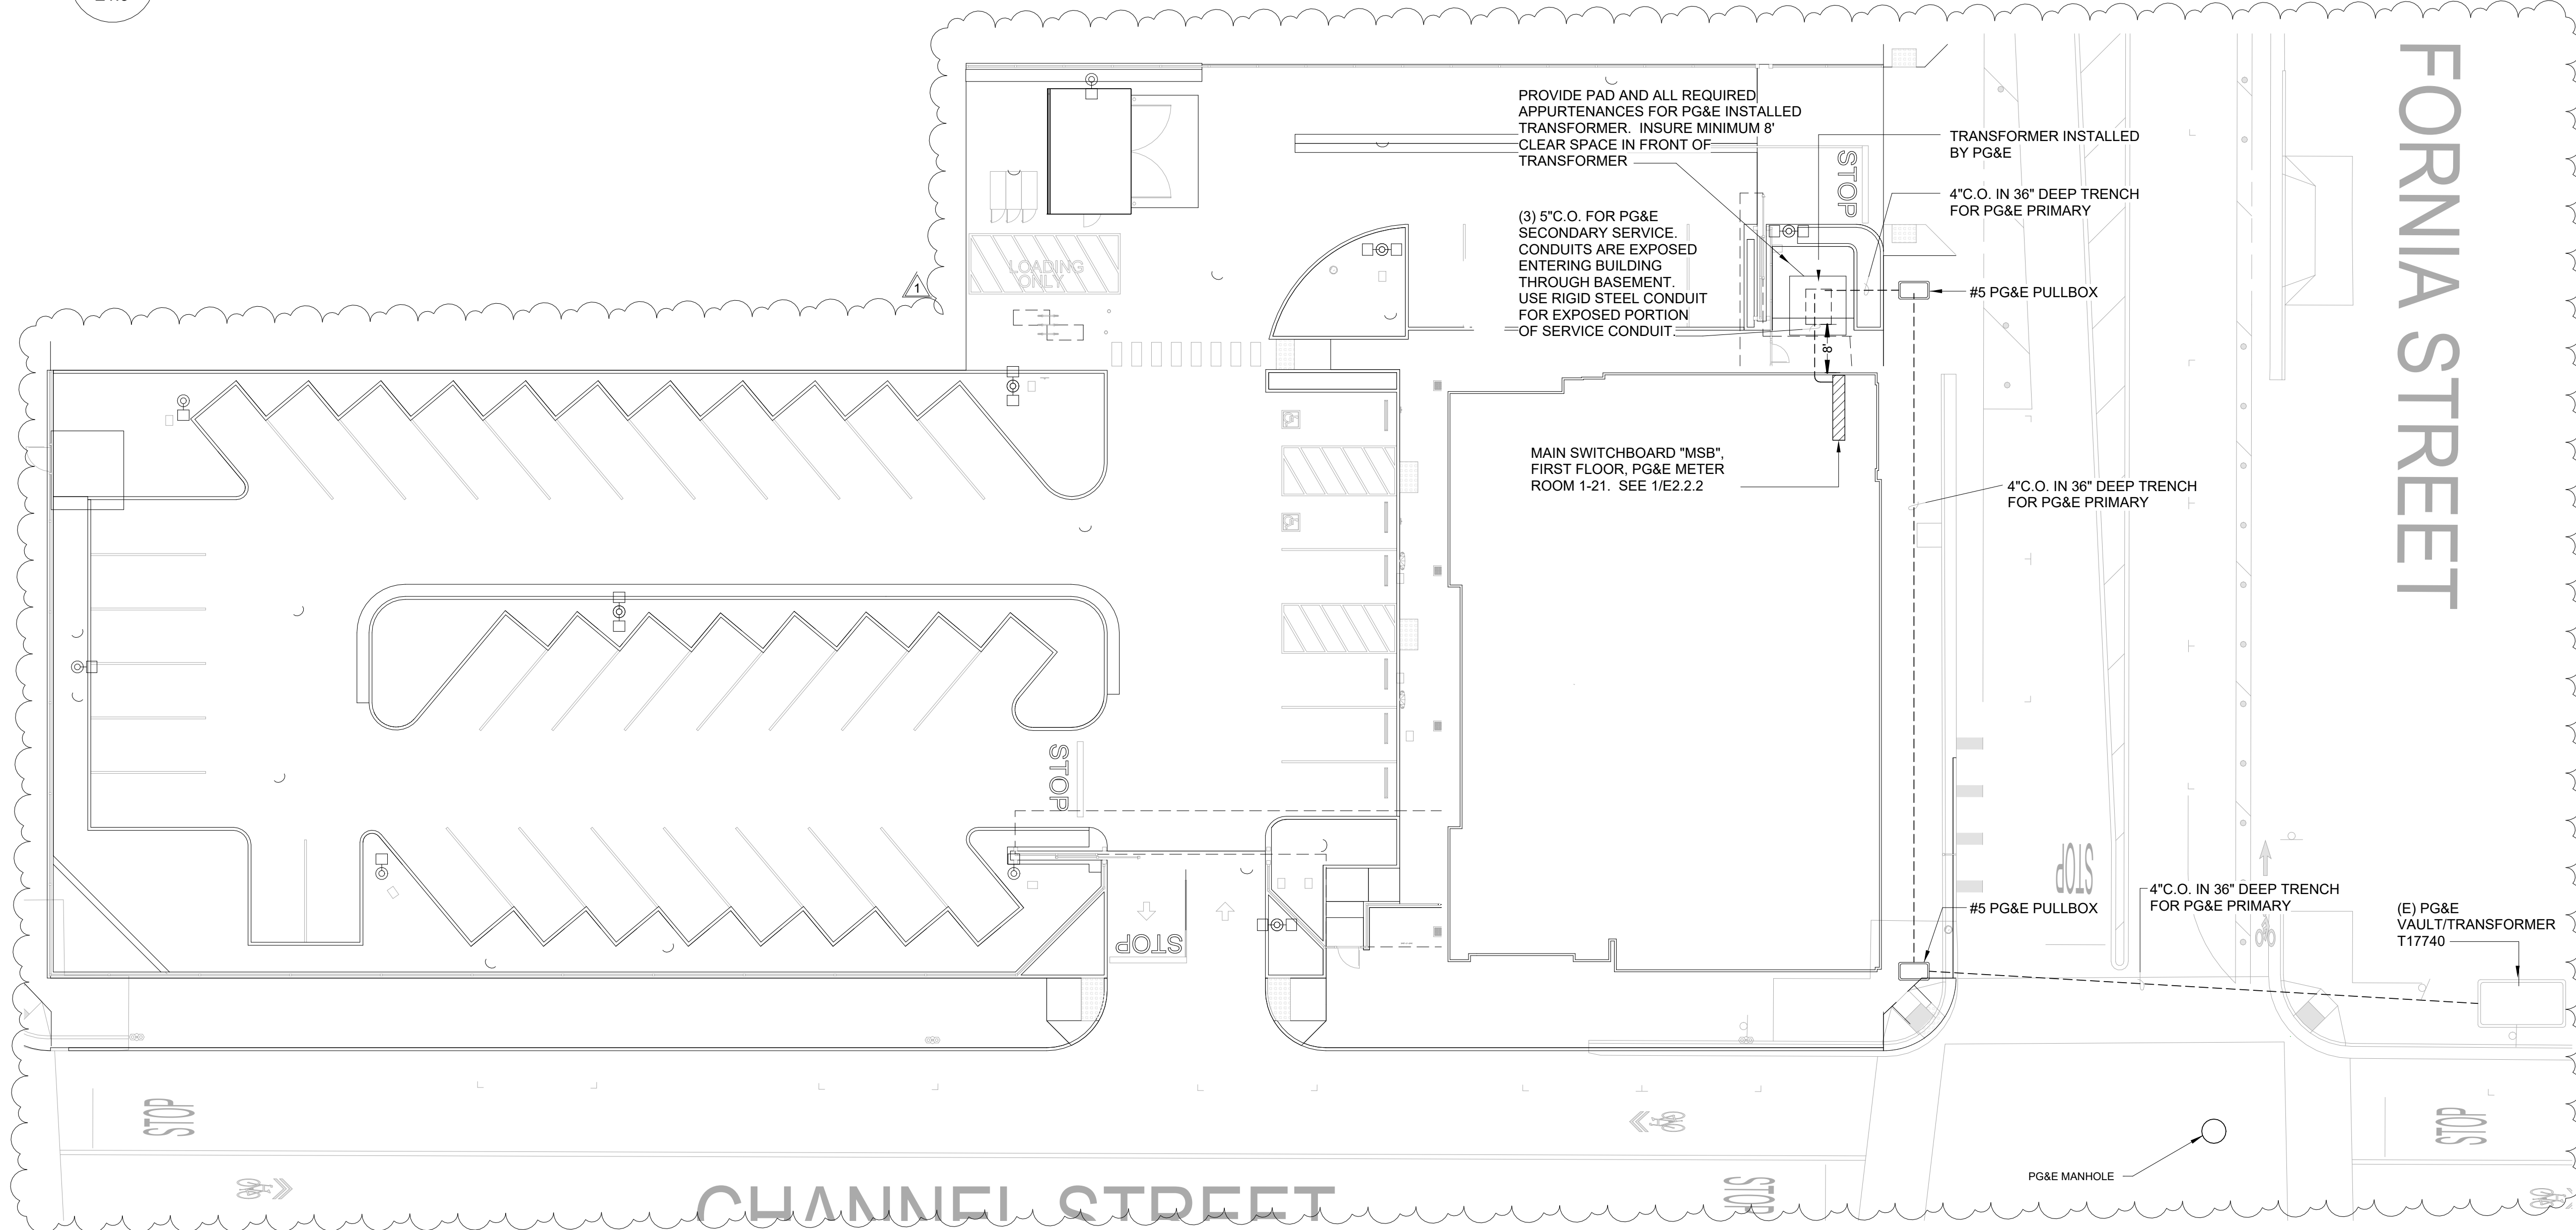 PROVIDE PAD AND ALL REQUIRED
APPURTENANCES FOR PG&E INSTALLED
TRANSFORMER.  INSURE MINIMUM 8'
CLEAR SPACE IN FRONT OF
TRANSFORMER
TRANSFORMER INSTALLED
BY PG&E
STOP
4"C.O. IN 36" DEEP TRENCH
FOR PG&E PRIMARY
(3) 5"C.O. FOR PG&E
SECONDARY SERVICE.
CONDUITS ARE EXPOSED
ENTERING BUILDING
THROUGH BASEMENT.
USE RIGID STEEL CONDUIT
FOR EXPOSED PORTION
OF SERVICE CONDUIT.
#5 PG&E PULLBOX
8'
LOADING
ONLY
1
FORNIA STREET
MAIN SWITCHBOARD "MSB",
FIRST FLOOR, PG&E METER
ROOM 1-21.  SEE 1/E2.2.2
4"C.O. IN 36" DEEP TRENCH
FOR PG&E PRIMARY
STOP
STOP
STOP
4"C.O. IN 36" DEEP TRENCH
FOR PG&E PRIMARY
#5 PG&E PULLBOX
(E) PG&E
VAULT/TRANSFORMER
T17740
STOP
STOP
STOP
PG&E MANHOLE
CHANNEL STREET